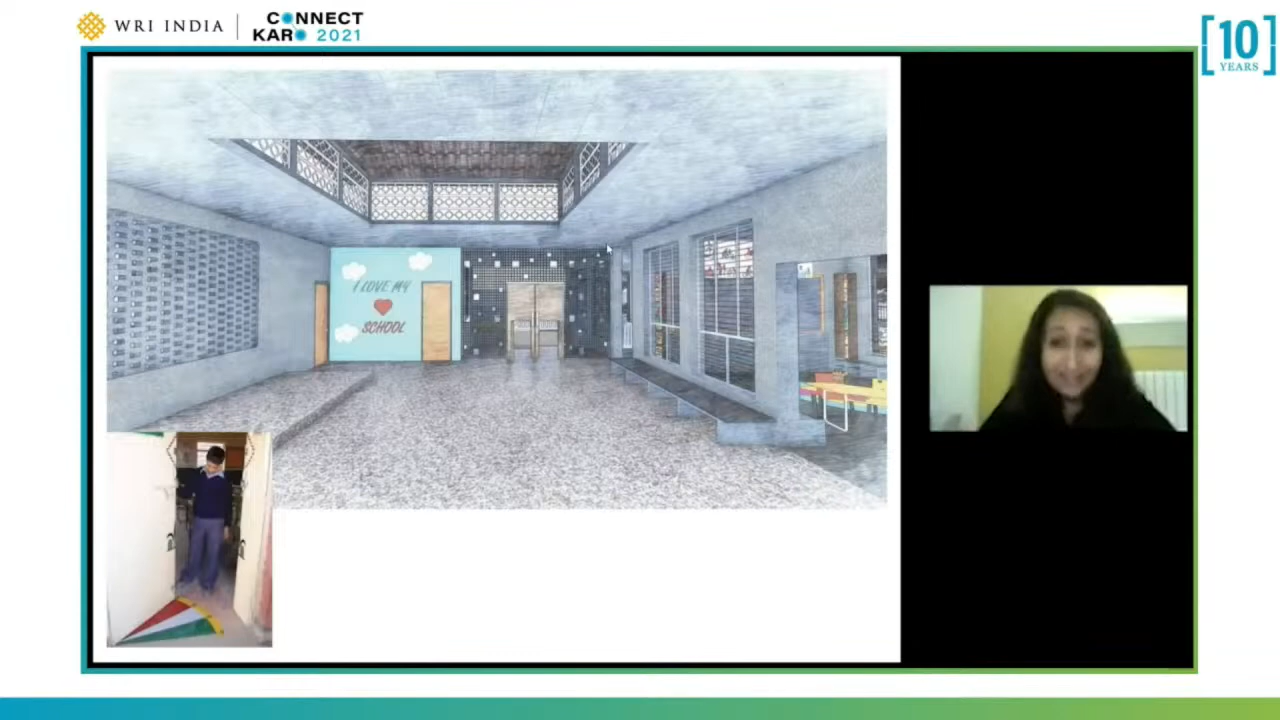 WRI INDIA
CONNECT
KARO 2021
10
YEARS
I LOVE MY
SCHOOL